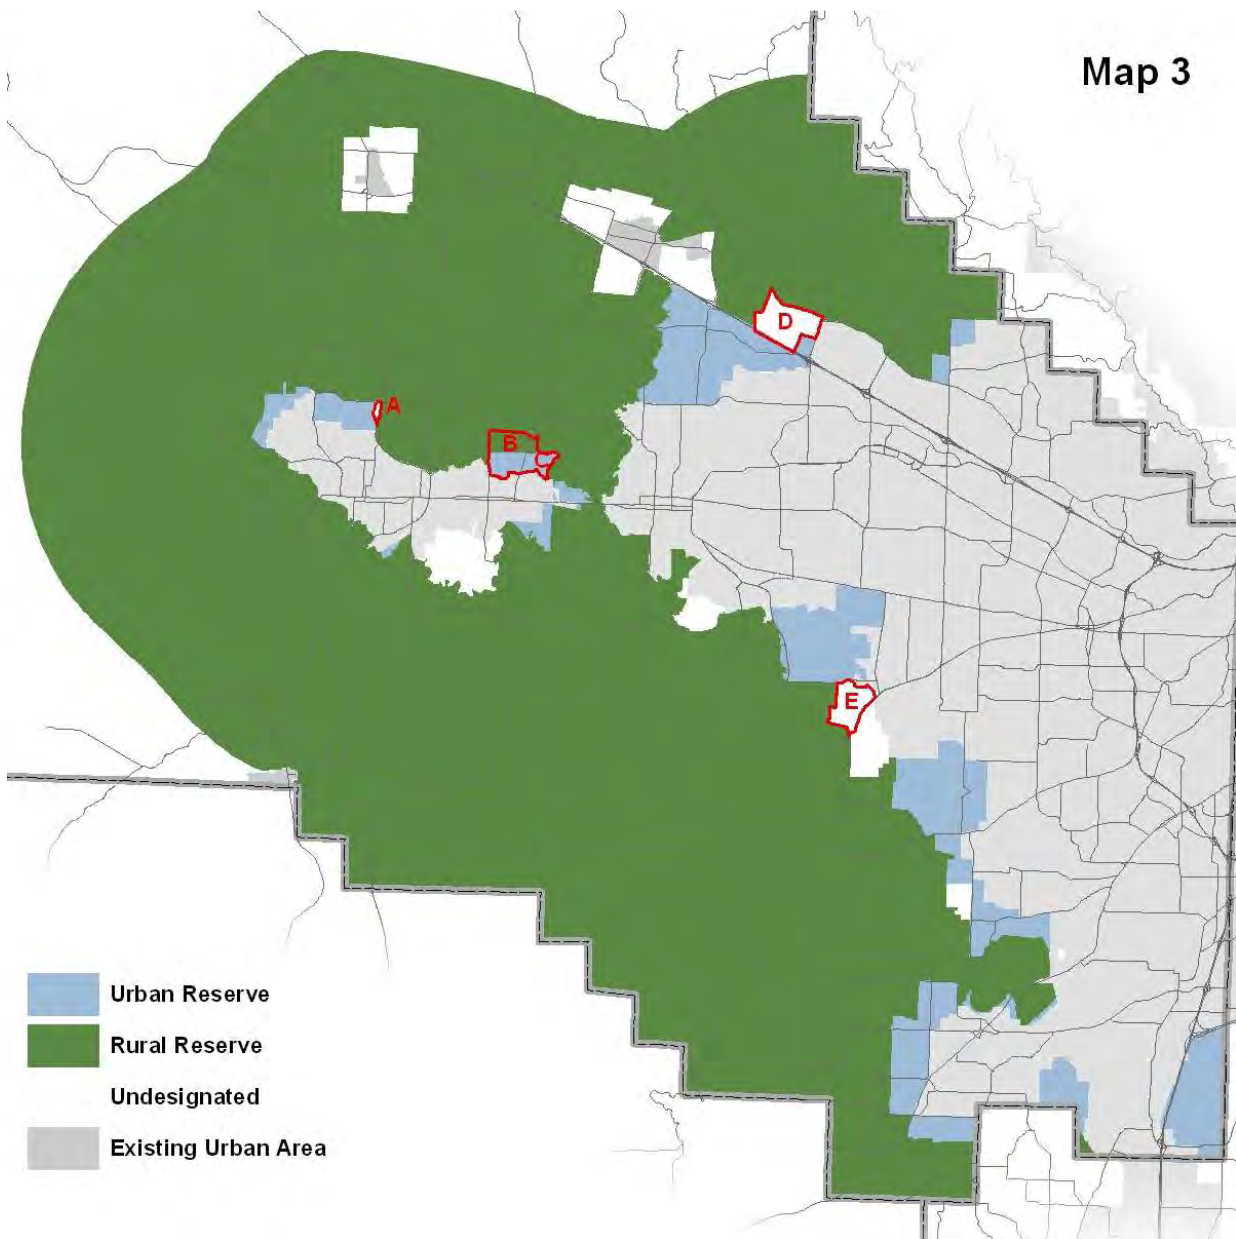 Map 3
D
A
B
E
Urban Reserve
Rural Reserve
Undesignated
Existing Urban Area